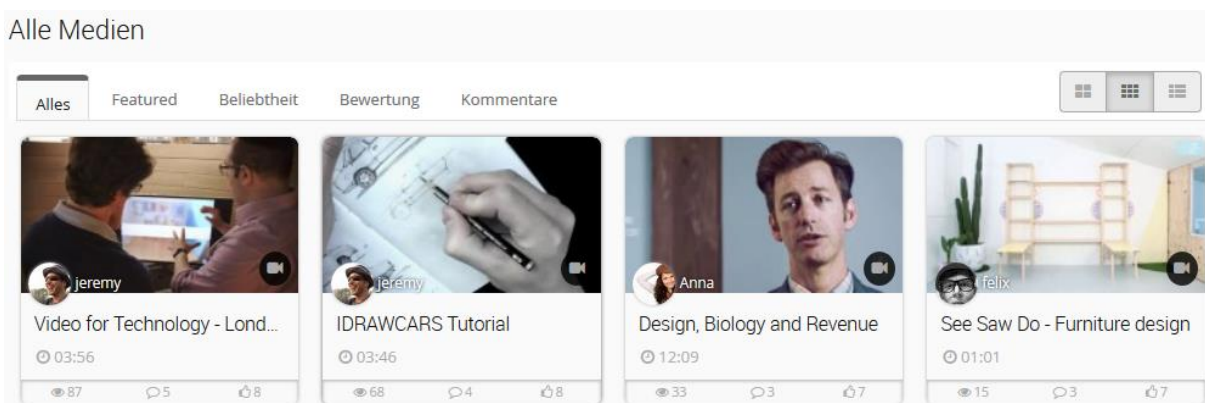 Alle Medien
Alles Featured Beliebtheit Bewertung Kommentare
jeremy jeremy Anna felix
Video for Technology - Lond... IDRAWCARS Tutorial Design, Biology and Revenue See Saw Do - Furniture design
03:56 03:46 12:09 01:01
87 5 8 68 4 8 33 3 7 15 3 7